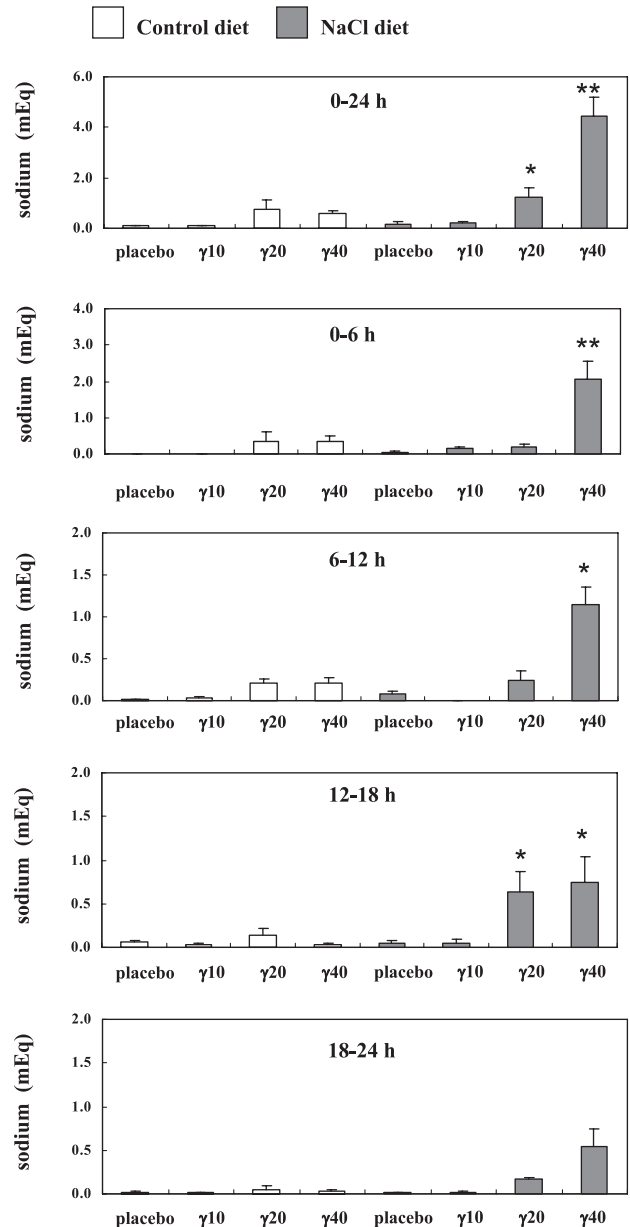 Control diet NaCl diet
0-24 h
sodium (mEq)
6.0
4.0
2.0
0.0
*
**
placebo γ10 γ20 γ40 placebo γ10 γ20 γ40
0-6 h
sodium (mEq)
4.0
3.0
2.0
1.0
0.0
**
placebo γ10 γ20 γ40 placebo γ10 γ20 γ40
6-12 h
sodium (mEq)
2.0
1.5
1.0
0.5
0.0
*
placebo γ10 γ20 γ40 placebo γ10 γ20 γ40
12-18 h
sodium (mEq)
2.0
1.5
1.0
0.5
0.0
*
*
placebo γ10 γ20 γ40 placebo γ10 γ20 γ40
18-24 h
sodium (mEq)
2.0
1.5
1.0
0.5
0.0
placebo γ10 γ20 γ40 placebo γ10 γ20 γ40